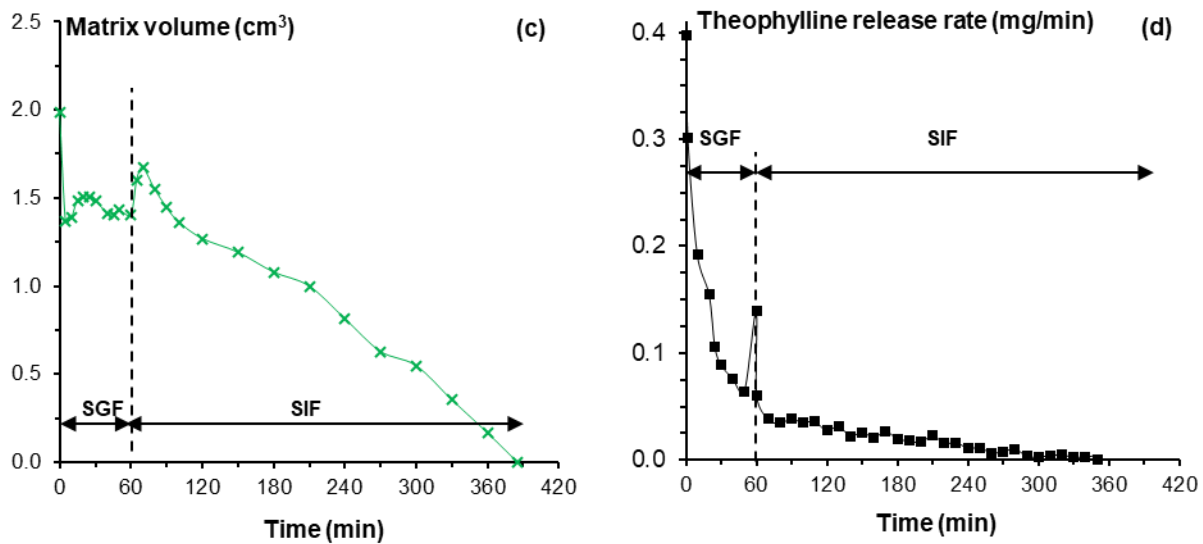 Matrix volume (cm³) (c)
2.5
2.0
1.5
1.0
0.5
0.0
SGF SIF
0 60 120 180 240 300 360 420
Time (min)
Theophylline release rate (mg/min) (d)
0.4
0.3
0.2
0.1
0.0
SGF SIF
0 60 120 180 240 300 360 420
Time (min)